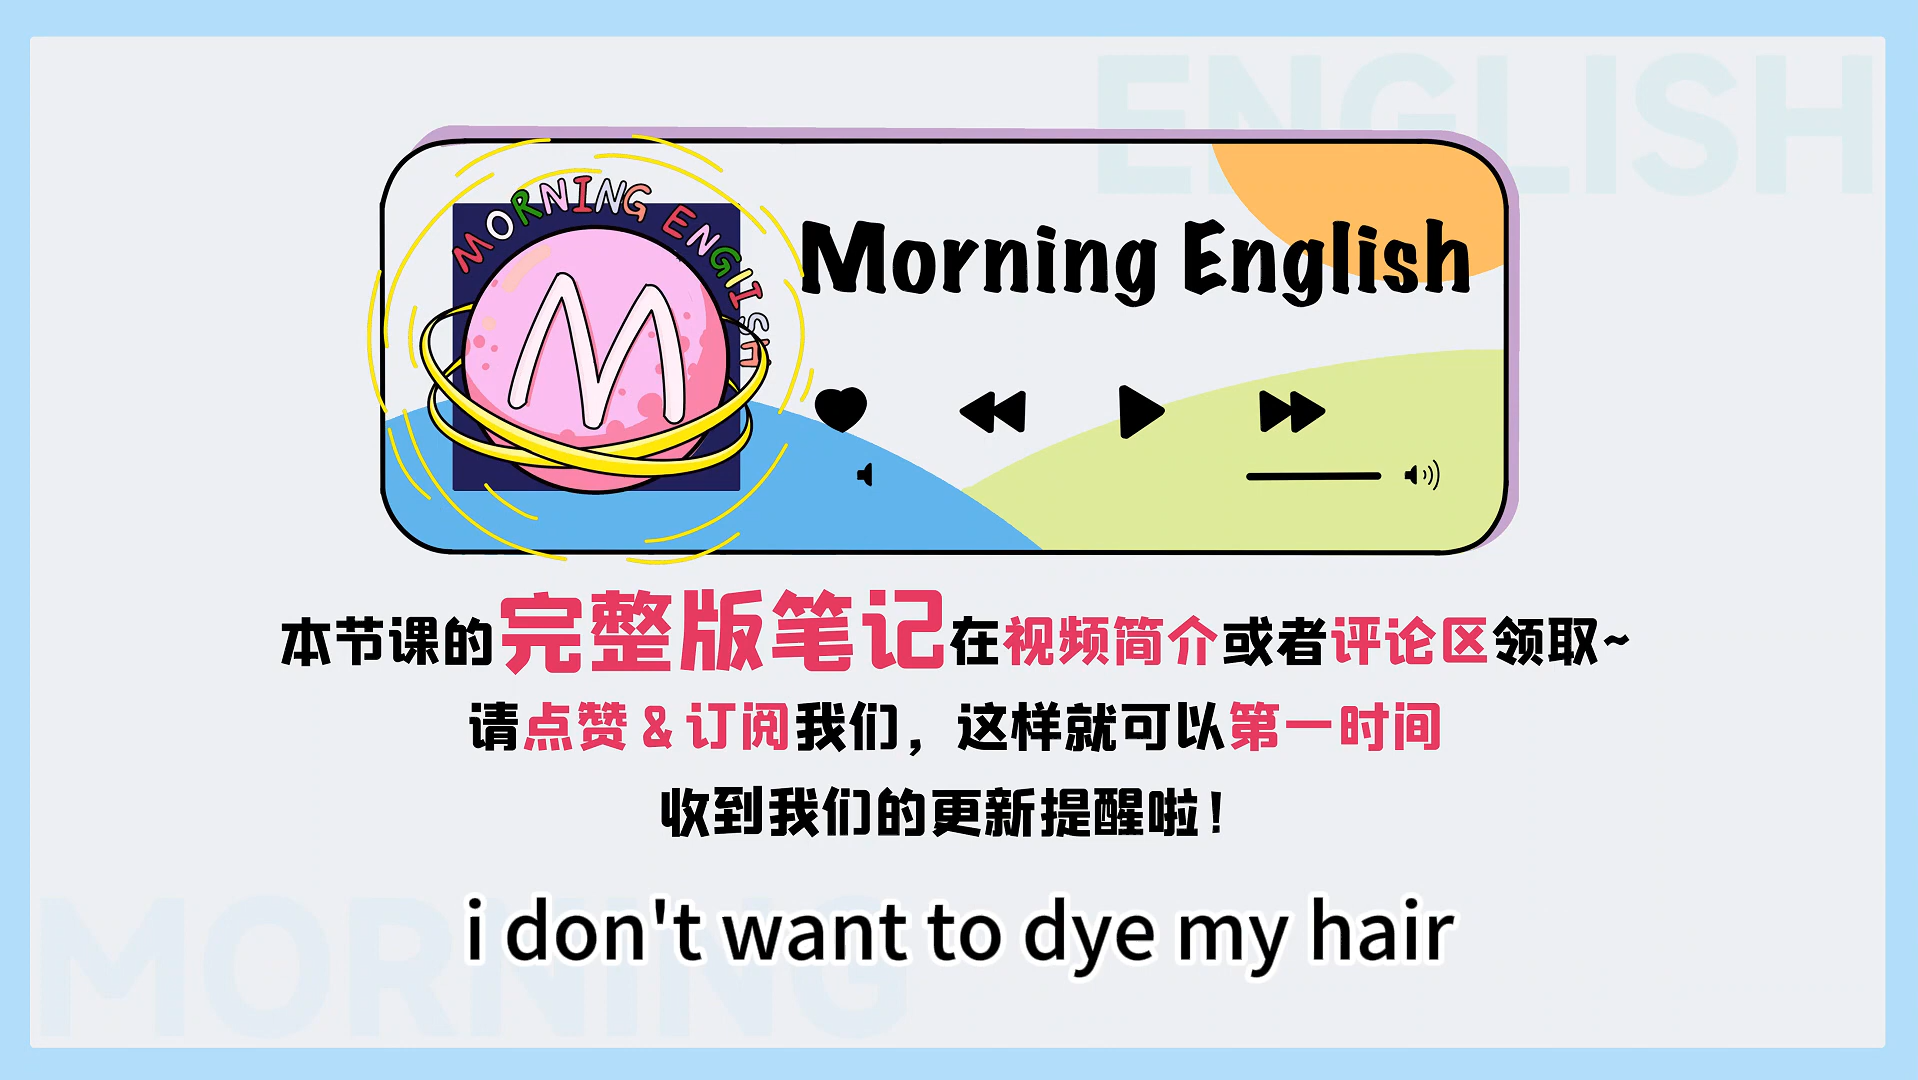 ENGLISH
MORNING ENGLISH
M
Morning English
本节课的完整版笔记在视频简介或者评论区领取~
请点赞&订阅我们，这样就可以第一时间
收到我们的更新提醒啦！
MORNING
i don't want to dye my hair